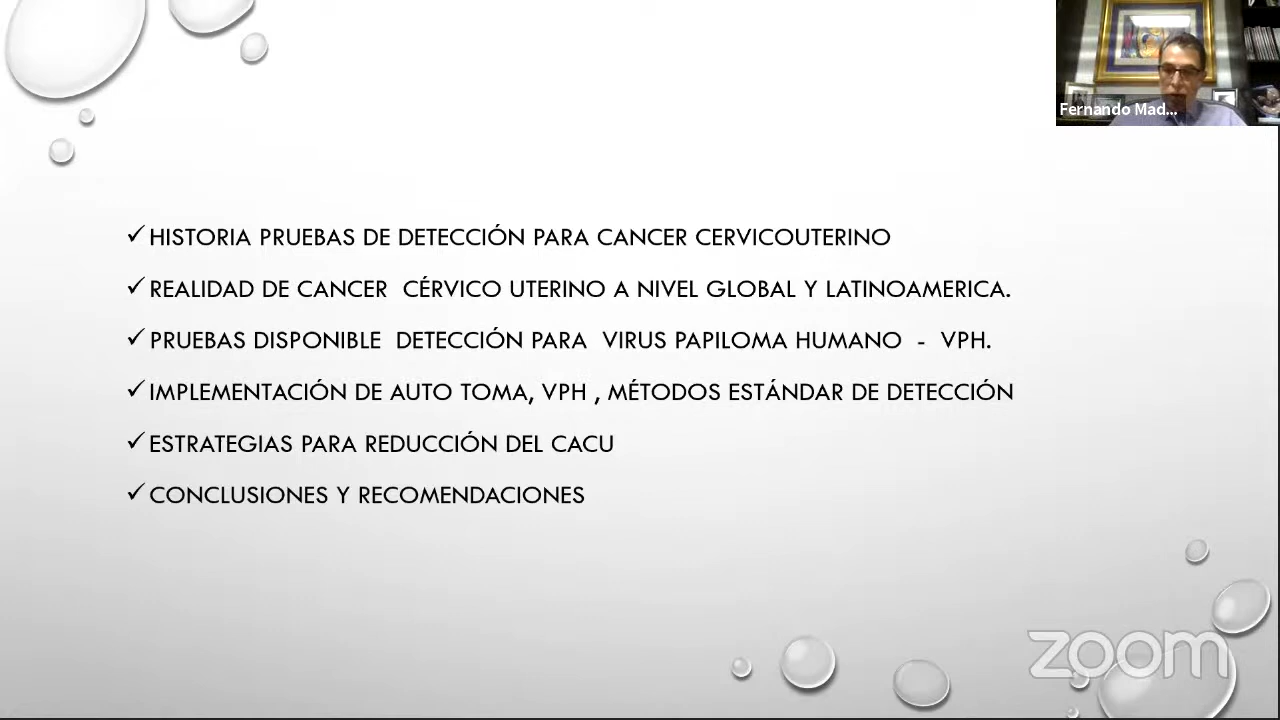 Fernando Mad...
✓HISTORIA PRUEBAS DE DETECCIÓN PARA CANCER CERVICOUTERINO
✓REALIDAD DE CANCER CÉRVICO UTERINO A NIVEL GLOBAL Y LATINOAMERICA.
✓PRUEBAS DISPONIBLE DETECCIÓN PARA VIRUS PAPILOMA HUMANO - VPH.
✓IMPLEMENTACIÓN DE AUTO TOMA, VPH , MÉTODOS ESTÁNDAR DE DETECCIÓN
✓ESTRATEGIAS PARA REDUCCIÓN DEL CACU
✓CONCLUSIONES Y RECOMENDACIONES
zoom